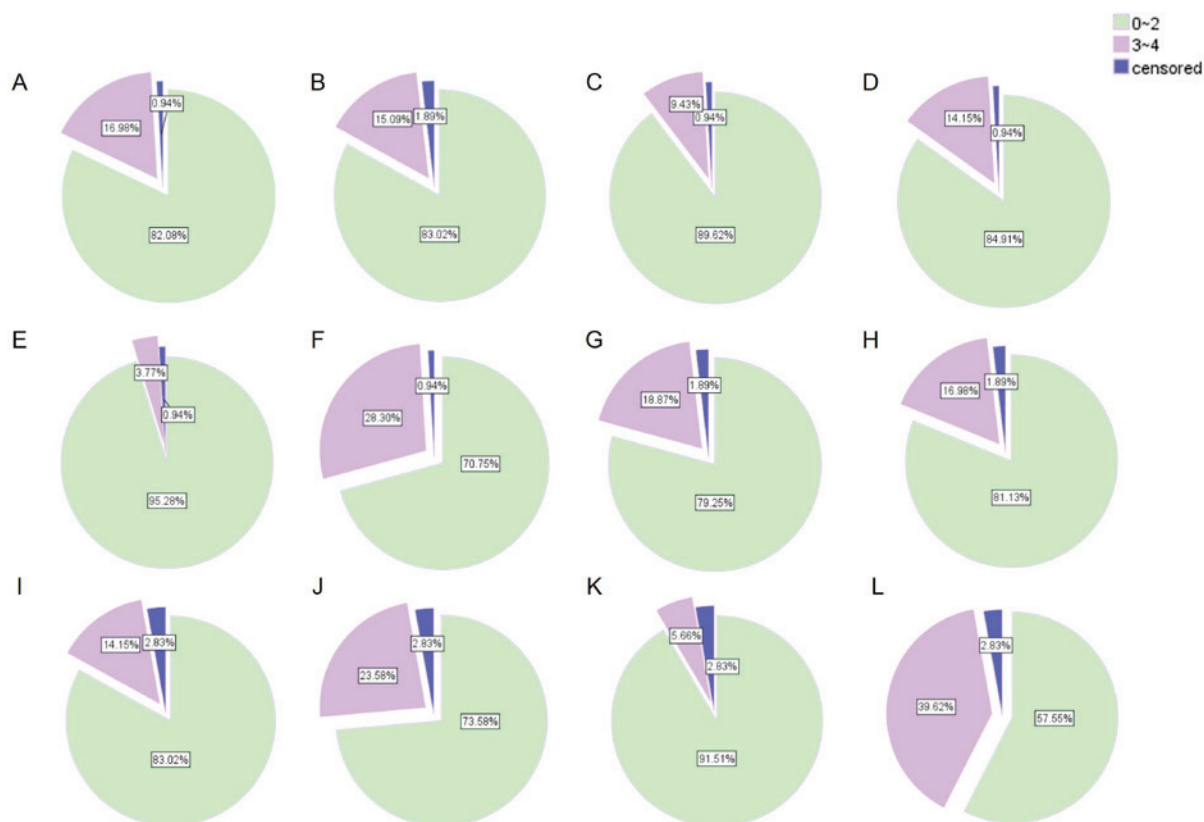 0~2
3~4
censored
A
0.94%
16.98%
82.08%
B
15.09%
1.89%
83.02%
C
9.43%
0.94%
89.62%
D
14.15%
0.94%
84.91%
E
3.77%
0.94%
95.28%
F
0.94%
28.30%
70.75%
G
1.89%
18.87%
79.25%
H
16.98%
1.89%
81.13%
I
14.15%
2.83%
83.02%
J
2.83%
23.58%
73.58%
K
5.66%
2.83%
91.51%
L
2.83%
39.62%
57.55%